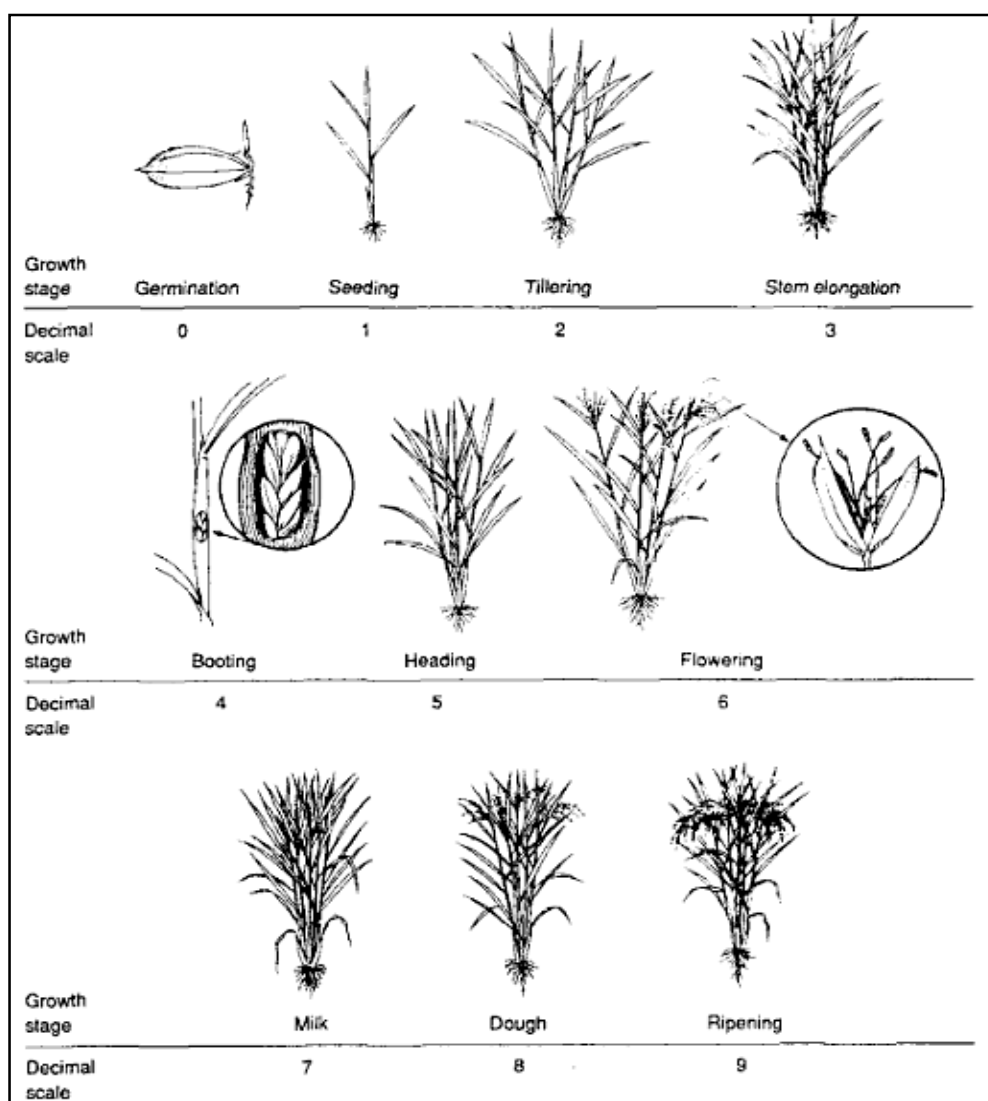 Growth
stage Germination Seeding Tillering Stem elongation
Decimal 0 1 2 3
scale
Growth
stage Booting Heading Flowering
Decimal 4 5 6
scale
Growth
stage Milk Dough Ripening
Decimal 7 8 9
scale